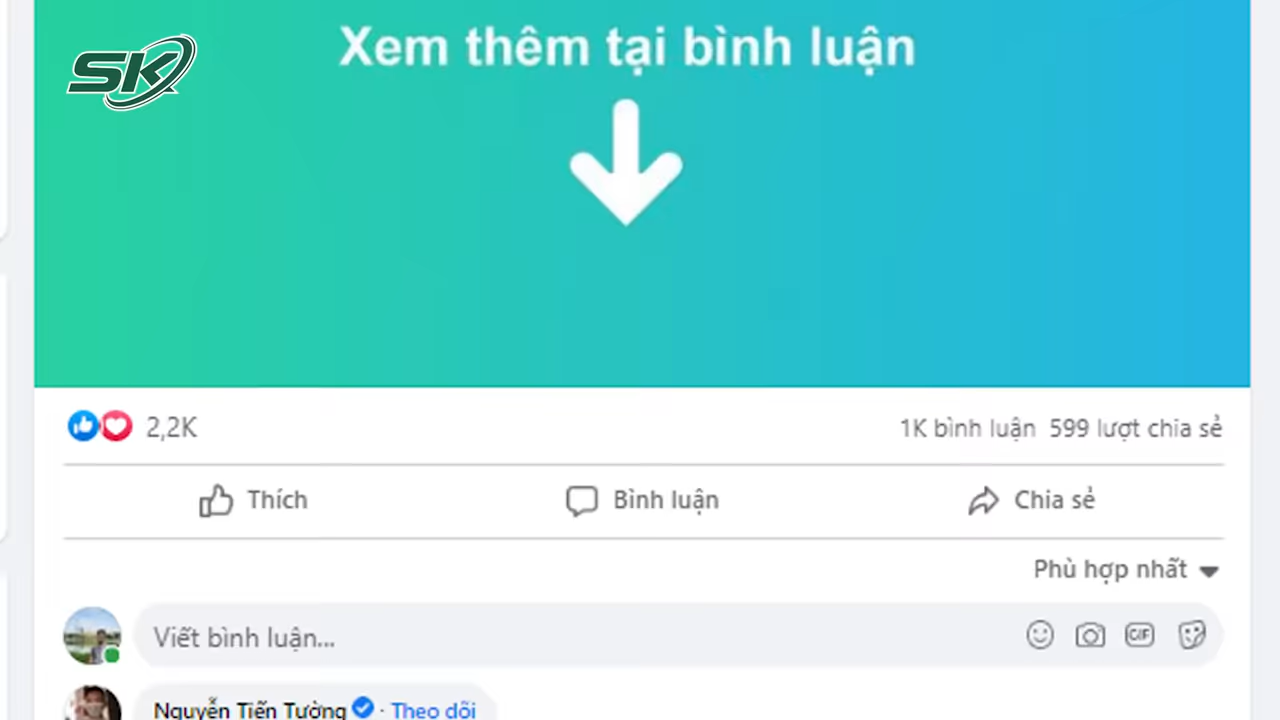 SK
Xem thêm tại bình luận
2,2K
1K bình luận 599 lượt chia sẻ
Thích
Bình luận
Chia sẻ
Phù hợp nhất
Viết bình luận...
GIF
Nguyễn Tiến Tường · Theo dõi